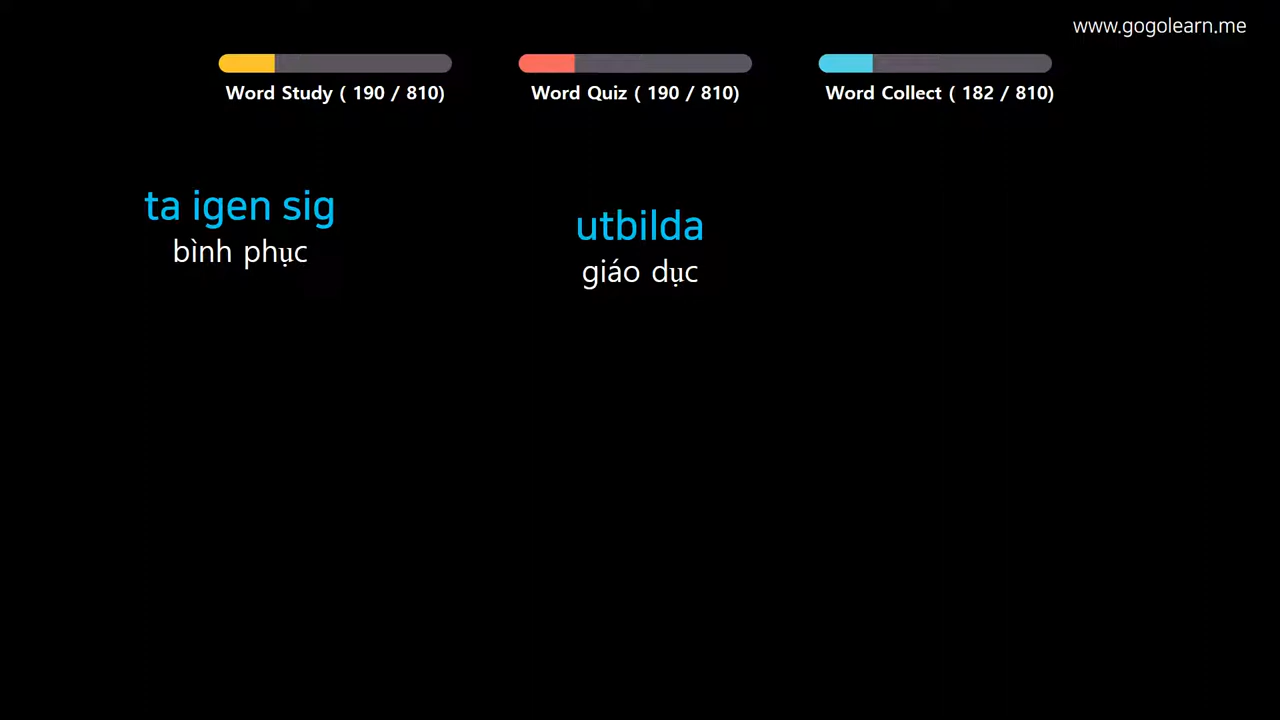 www.gogolearn.me
Word Study ( 190 / 810)
Word Quiz ( 190 / 810)
Word Collect ( 182 / 810)
ta igen sig
bình phục
utbilda
giáo dục